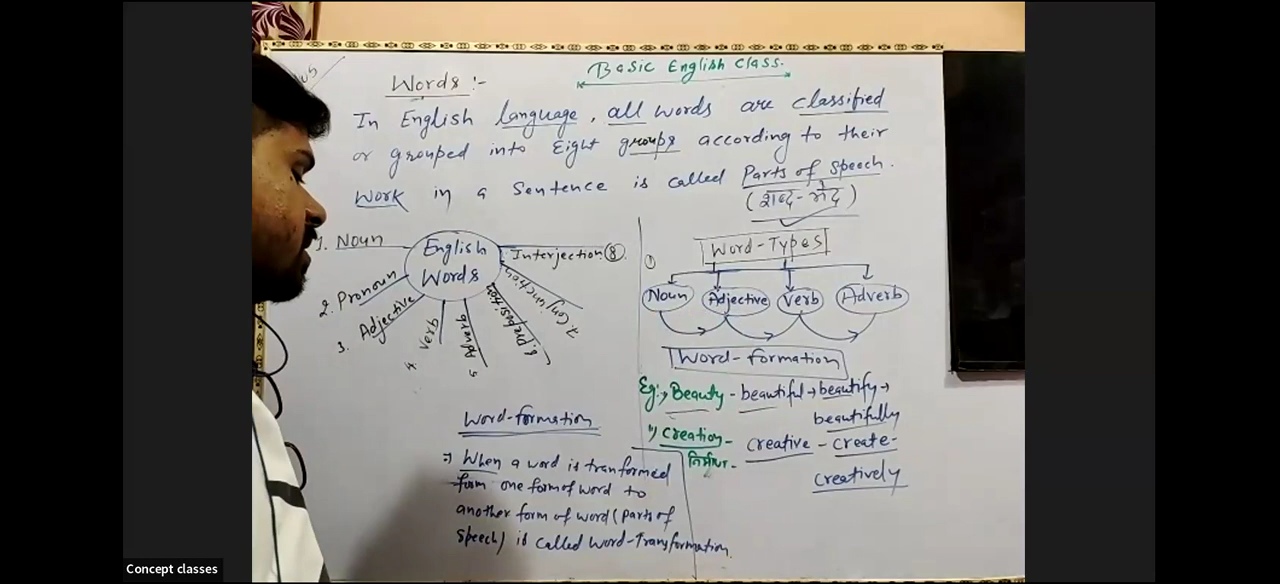 Basic English Class.
Words :-
In English language, all words are classified
or grouped into Eight groups according to their
Work in a Sentence is called Parts of Speech.
(शब्द-भेद)
English
Words
1. Noun
2. Pronoun
3. Adjective
4. Verb
5 Adverb
6. Preposition
7. Conjunction
Interjection 8.
① Word-Types
Noun Adjective Verb Adverb
Word-formation
Eg:→ Beauty - beautiful → beautify →
beautifully
") Creation - creative - create -
निर्माण -
creatively
Word-formation
→ When a word is tranformed
form one form of word to
another form of word (Parts of
Speech) is called Word-Transformation.
Concept classes